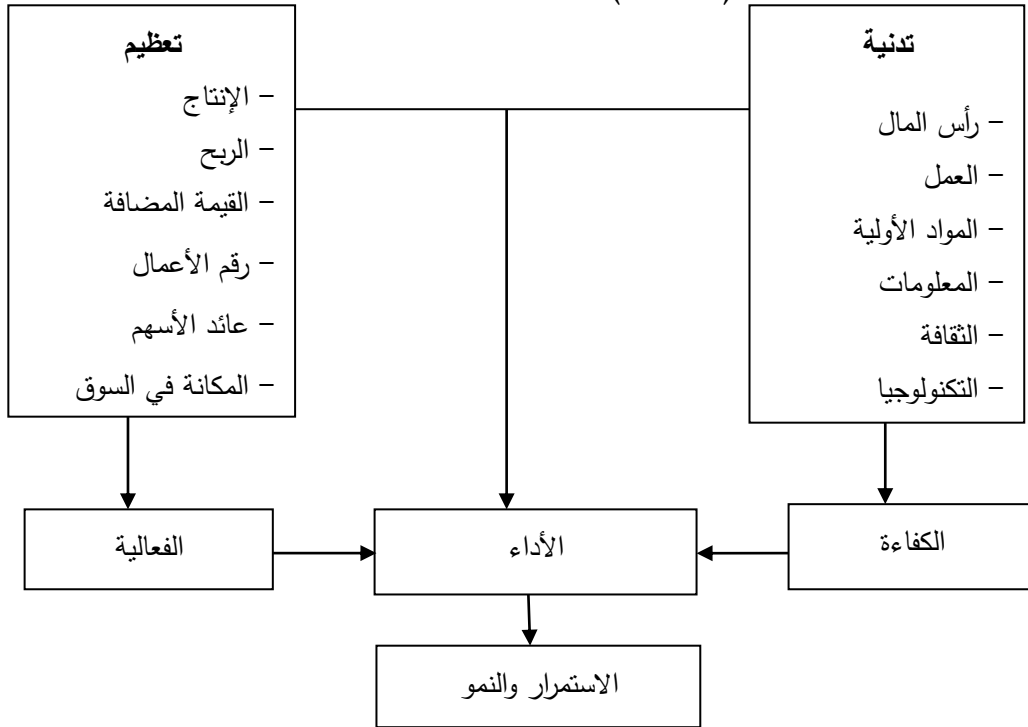 تدنية
– رأس المال
– العمل
– المواد الأولية
– المعلومات
– الثقافة
– التكنولوجيا
تعظيم
– الإنتاج
– الربح
– القيمة المضافة
– رقم الأعمال
– عائد الأسهم
– المكانة في السوق
الكفاءة
الأداء
الفعالية
الاستمرار والنمو